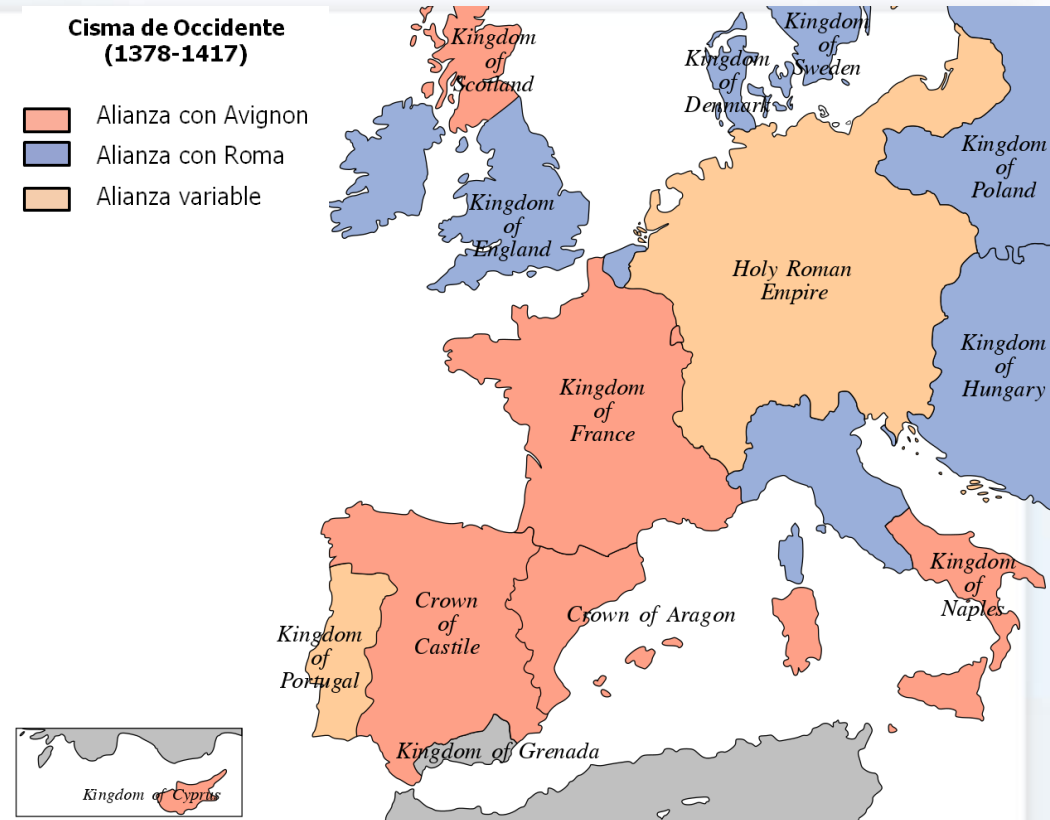 Cisma de Occidente
(1378-1417)
Alianza con Avignon
Alianza con Roma
Alianza variable
Kingdom
of
Scotland
Kingdom
of
Sweden
Kingdom
of
Denmark
Kingdom
of
Poland
Kingdom
of
England
Holy Roman
Empire
Kingdom
of
Hungary
Kingdom
of
France
Kingdom
of
Naples
Crown
of
Castile
Crown of Aragon
Kingdom
of
Portugal
Kingdom of Grenada
Kingdom of Cyprus